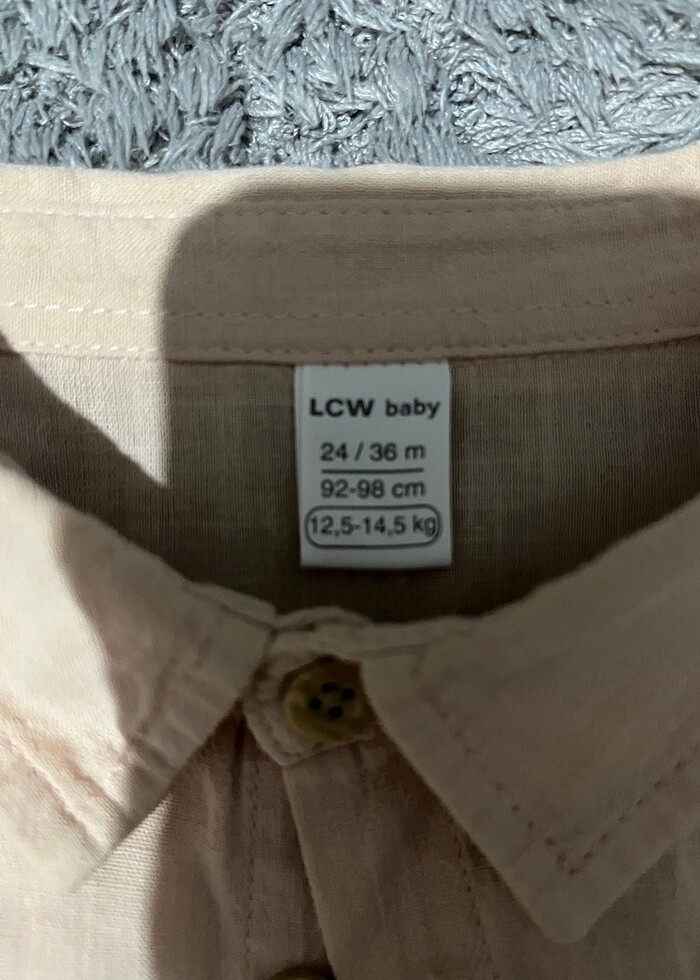 LCW baby
24 / 36 m
92-98 cm
12,5-14,5 kg